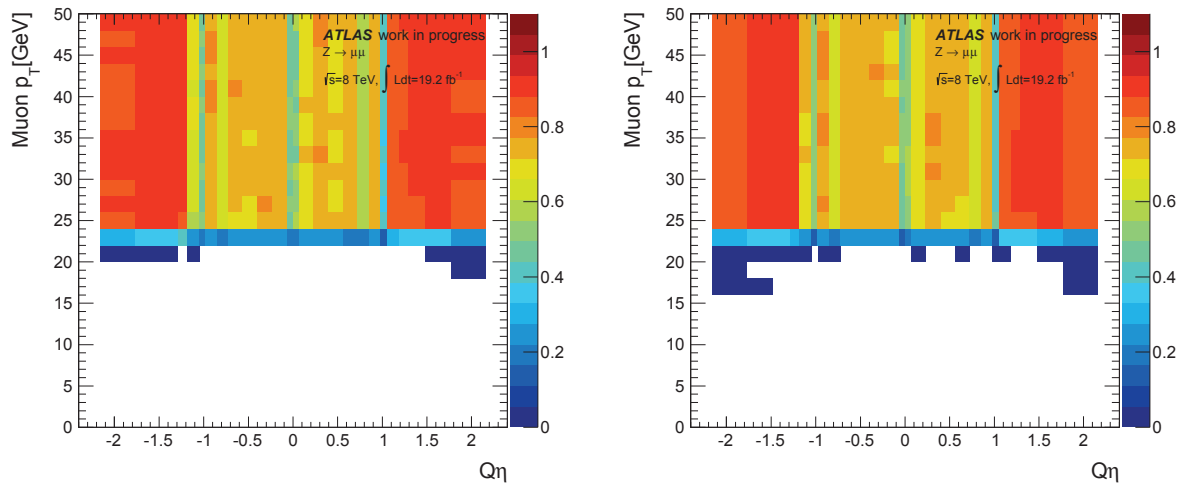 Muon p_T[GeV]
50
45
40
35
30
25
20
15
10
5
0
ATLAS work in progress
Z → μμ
√s=8 TeV, ∫ Ldt=19.2 fb⁻¹
-2 -1.5 -1 -0.5 0 0.5 1 1.5 2
Qη
1
0.8
0.6
0.4
0.2
0
Muon p_T[GeV]
50
45
40
35
30
25
20
15
10
5
0
ATLAS work in progress
Z → μμ
√s=8 TeV, ∫ Ldt=19.2 fb⁻¹
-2 -1.5 -1 -0.5 0 0.5 1 1.5 2
Qη
1
0.8
0.6
0.4
0.2
0